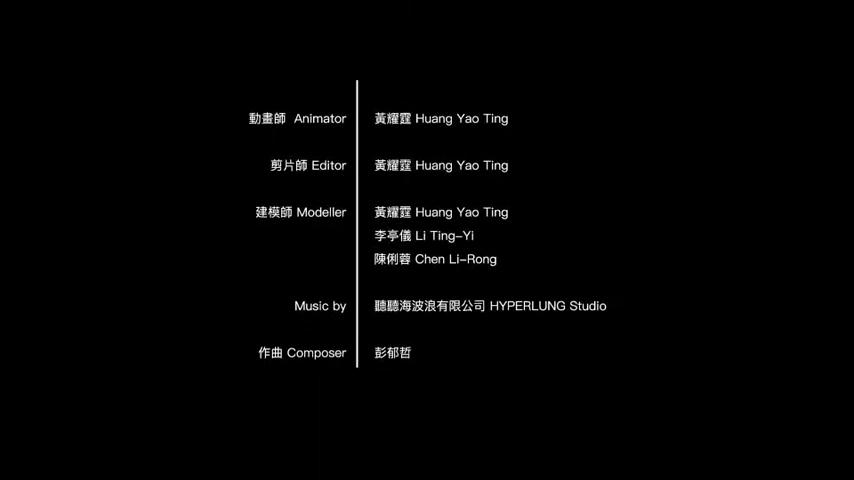 動畫師 Animator 黃耀霆 Huang Yao Ting
剪片師 Editor 黃耀霆 Huang Yao Ting
建模師 Modeller 黃耀霆 Huang Yao Ting
李亭儀 Li Ting-Yi
陳俐蓉 Chen Li-Rong
Music by 聽聽海波浪有限公司 HYPERLUNG Studio
作曲 Composer 彭郁哲